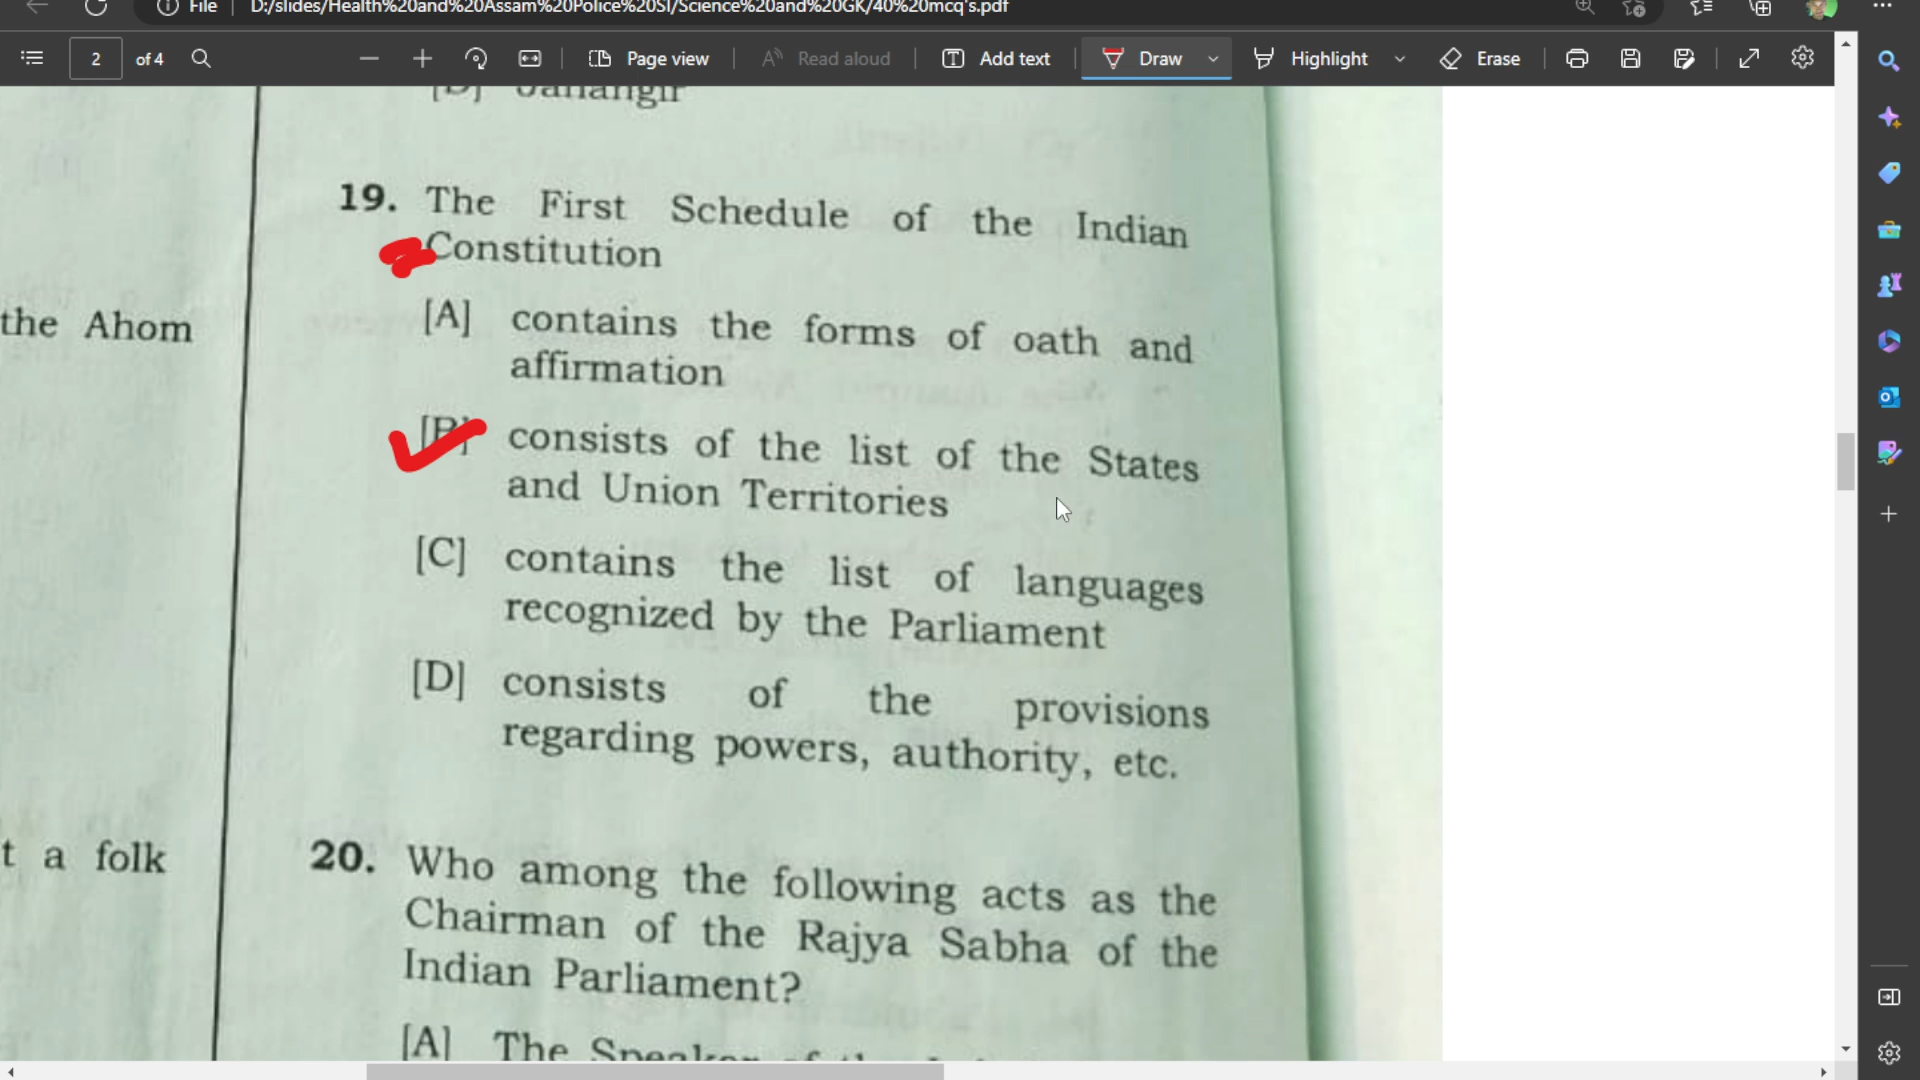 File
D:/slides/Health%20and%20Assam%20Police%20SI/Science%20and%20GK/40%20mcq's.pdf
2 of 4
Page view
Read aloud
Add text
Draw
Highlight
Erase
the Ahom
t a folk
19. The First Schedule of the Indian
Constitution
[A] contains the forms of oath and
affirmation
[B] consists of the list of the States
and Union Territories
[C] contains the list of languages
recognized by the Parliament
[D] consists of the provisions
regarding powers, authority, etc.
20. Who among the following acts as the
Chairman of the Rajya Sabha of the
Indian Parliament?
[A] The